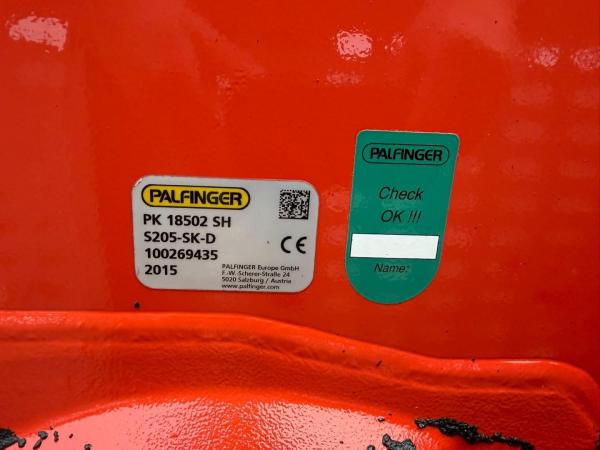 PALFINGER
PK 18502 SH
S205-SK-D
100269435
2015
CE
PALFINGER Europe GmbH
F.-W.-Scherer-Straße 24
5020 Salzburg / Austria
www.palfinger.com
PALFINGER
Check
OK !!!
Name: